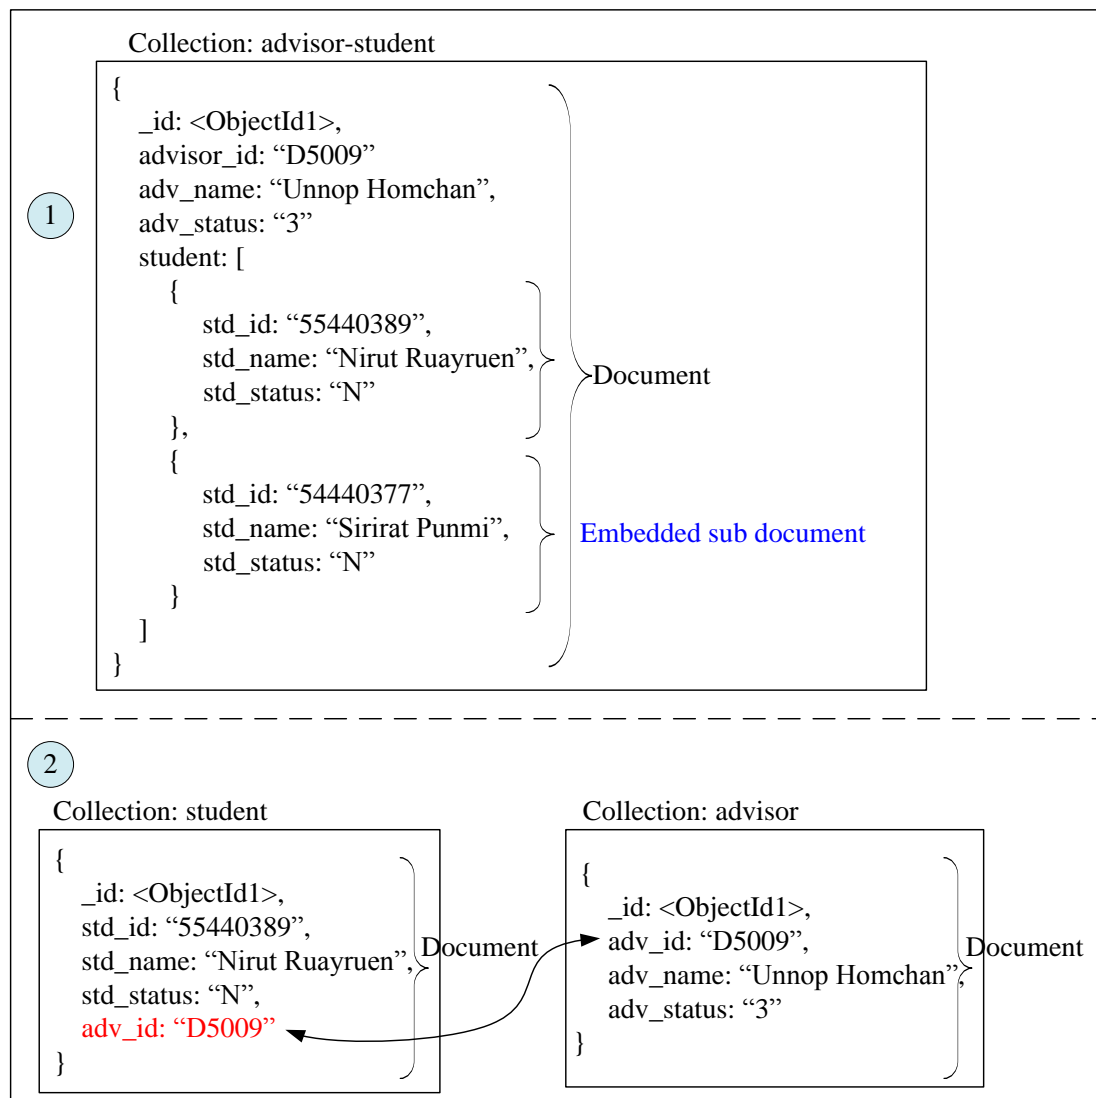 Collection: advisor-student
{
_id: <ObjectId1>,
advisor_id: “D5009”
adv_name: “Unnop Homchan”,
adv_status: “3”
1
student: [
{
std_id: “55440389”,
std_name: “Nirut Ruayruen”,
std_status: “N”
Document
},
{
std_id: “54440377”,
std_name: “Sirirat Punmi”,
Embedded sub document
std_status: “N”
}
]
}
2
Collection: student
{
_id: <ObjectId1>,
std_id: “55440389”,
std_name: “Nirut Ruayruen”,
std_status: “N”,
adv_id: “D5009”
}
Document
Collection: advisor
{
_id: <ObjectId1>,
adv_id: “D5009”,
adv_name: “Unnop Homchan”,
adv_status: “3”
}
Document